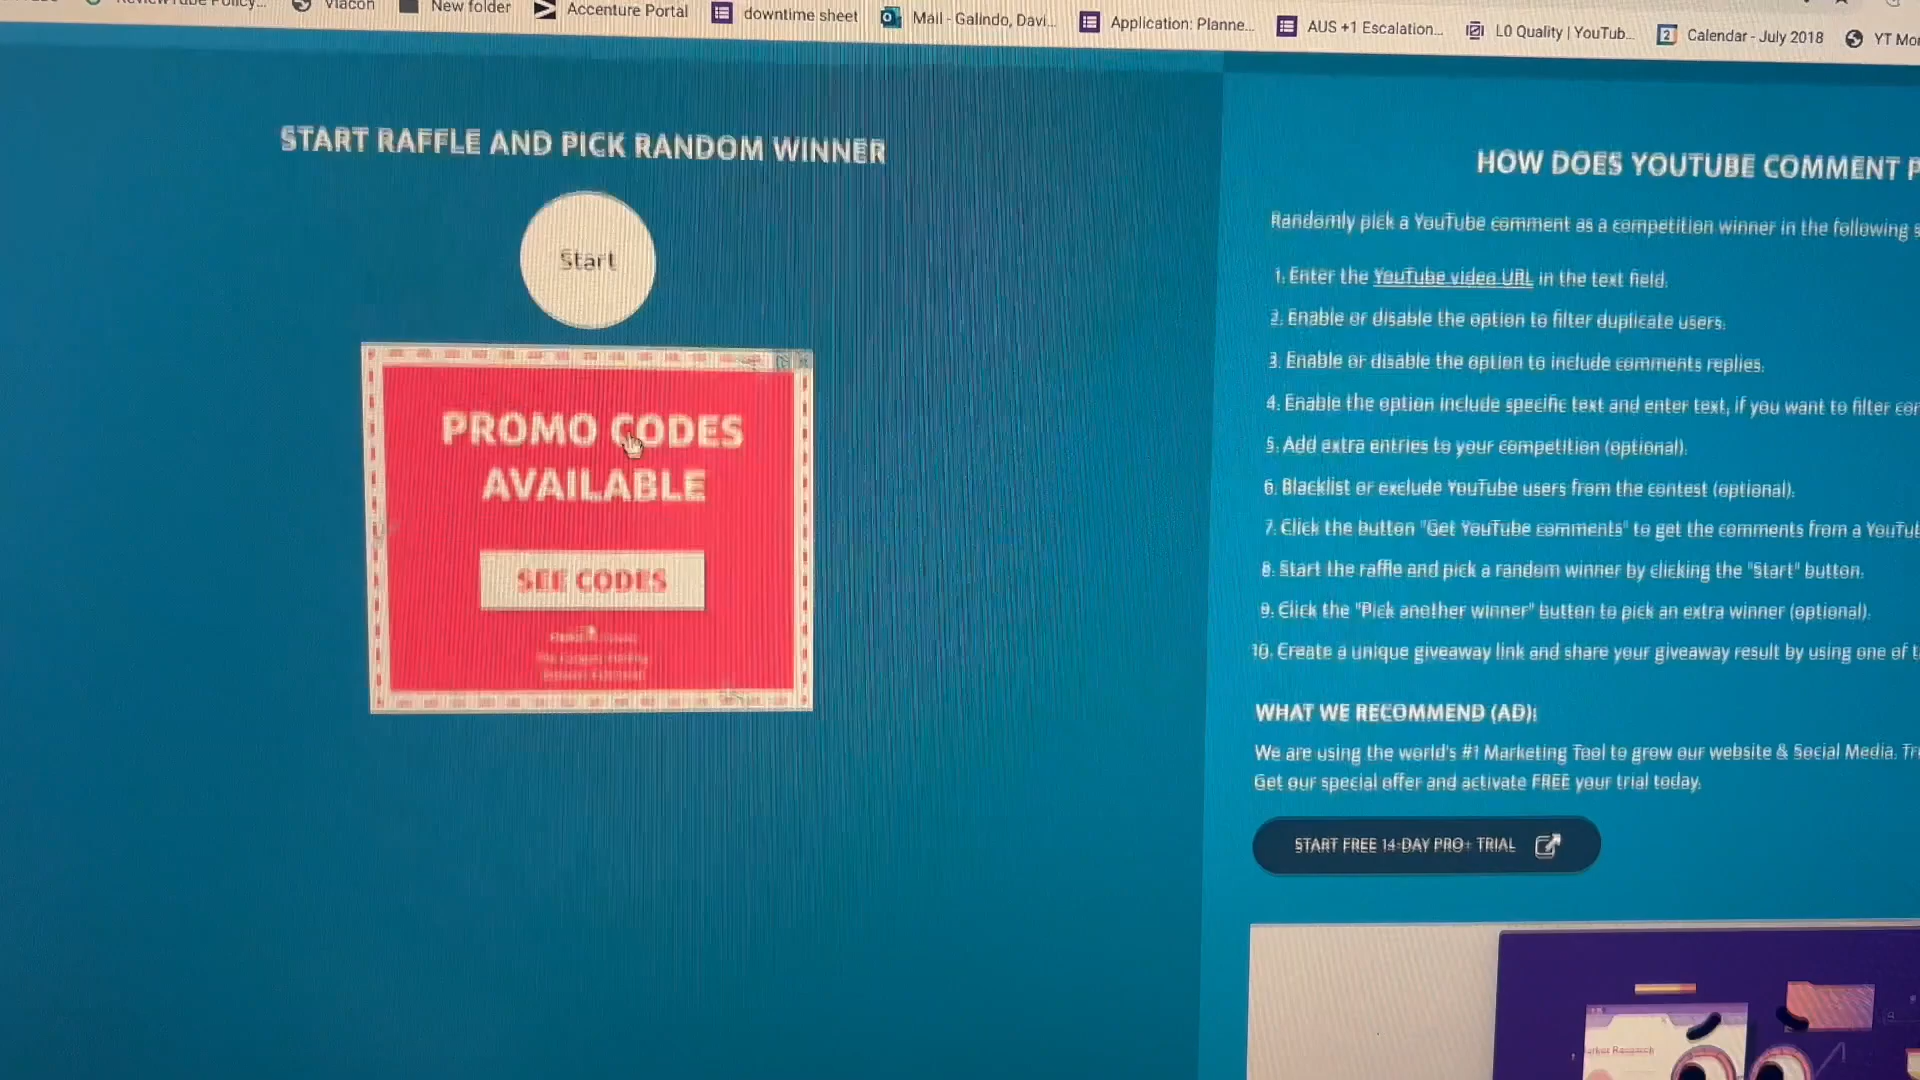 Viacon
New folder
Accenture Portal
downtime sheet
Mail - Galindo, Davi...
Application: Planne...
AUS +1 Escalation...
L0 Quality | YouTub...
Calendar - July 2018
START RAFFLE AND PICK RANDOM WINNER
Start
PROMO CODES
AVAILABLE
SEE CODES
HOW DOES YOUTUBE COMMENT P
Randomly pick a YouTube comment as a competition winner in the following s
1. Enter the YouTube video URL in the text field.
2. Enable or disable the option to filter duplicate users.
3. Enable or disable the option to include comments replies.
4. Enable the option include specific text and enter text, if you want to filter
5. Add extra entries to your competition (optional).
6. Blacklist or exclude YouTube users from the contest (optional).
7. Click the button "Get YouTube comments" to get the comments from a YouTub
8. Start the raffle and pick a random winner by clicking the "Start" button.
9. Click the "Pick another winner" button to pick an extra winner (optional).
10. Create a unique giveaway link and share your giveaway result by using one of t
WHAT WE RECOMMEND (AD):
We are using the world's #1 Marketing Tool to grow our website & Social Media.
Get our special offer and activate FREE your trial today.
START FREE 14-DAY PRO+ TRIAL